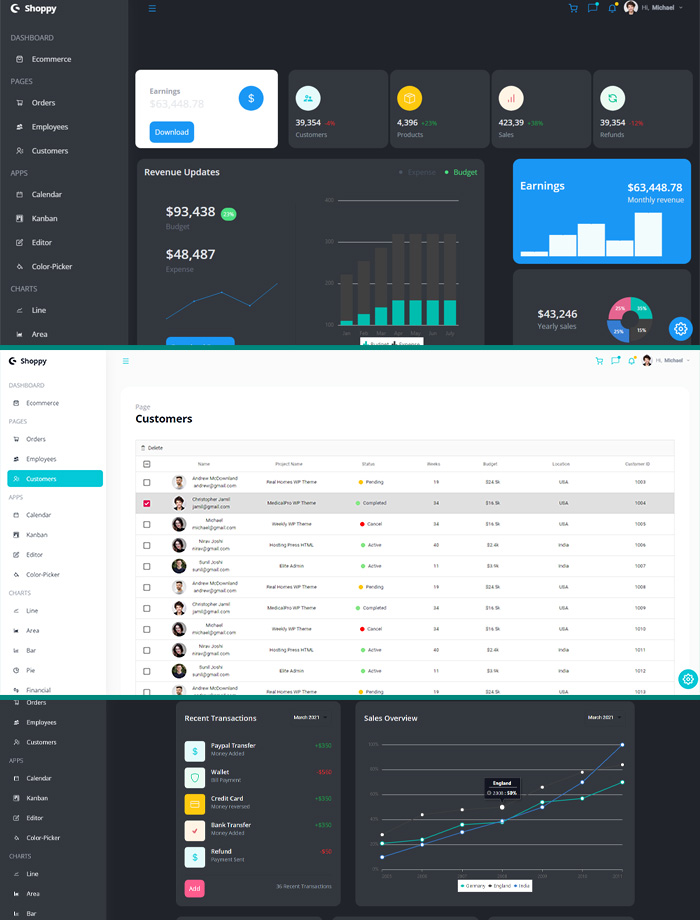 Shoppy
Hi, Michael
DASHBOARD
Ecommerce
PAGES
Orders
Employees
Customers
APPS
Calendar
Kanban
Editor
Color-Picker
CHARTS
Line
Area
Earnings
$63,448.78
Download
39,354 -4%
Customers
4,396 +23%
Products
423,39 +38%
Sales
39,354 -12%
Refunds
Revenue Updates
Expense
Budget
$93,438 23%
Budget
$48,487
Expense
400
300
200
100
Jan Feb Mar Apr May Jun July
Budget Expense
Earnings
$63,448.78
Monthly revenue
$43,246
Yearly sales
25% 35%
25% 15%
Shoppy
Hi, Michael
DASHBOARD
Ecommerce
PAGES
Orders
Employees
Customers
APPS
Calendar
Kanban
Editor
Color-Picker
CHARTS
Line
Area
Bar
Pie
Financial
Page
Customers
Delete
Name Project Name Status Weeks Budget Location Customer ID
Andrew McDownland
andrew@gmail.com
Real Homes WP Theme Pending 19 $24.5k USA 1003
Christopher Jamil
jamil@gmail.com
MedicalPro WP Theme Completed 34 $16.5k USA 1004
Michael
michael@gmail.com
Weekly WP Theme Cancel 34 $16.5k USA 1005
Nirav Joshi
nirav@gmail.com
Hosting Press HTML Active 40 $2.4k India 1006
Sunil Joshi
sunil@gmail.com
Elite Admin Active 11 $3.9k India 1007
Andrew McDownland
andrew@gmail.com
Real Homes WP Theme Pending 19 $24.5k USA 1008
Christopher Jamil
jamil@gmail.com
MedicalPro WP Theme Completed 34 $16.5k USA 1009
Michael
michael@gmail.com
Weekly WP Theme Cancel 34 $16.5k USA 1010
Nirav Joshi
nirav@gmail.com
Hosting Press HTML Active 40 $2.4k India 1011
Sunil Joshi
sunil@gmail.com
Elite Admin Active 11 $3.9k India 1012
Andrew McDownland
Real Homes WP Theme Pending 19 $24.5k USA 1013
Orders
Employees
Customers
APPS
Calendar
Kanban
Editor
Color-Picker
CHARTS
Line
Area
Bar
Recent Transactions
March 2021
Paypal Transfer +$350
Money Added
Wallet -$560
Bill Payment
Credit Card +$350
Money reversed
Bank Transfer +$350
Money Added
Refund -$50
Payment Sent
Add
36 Recent Transactions
Sales Overview
March 2021
100%
80%
60%
40%
20%
England
2008 : 50%
2005 2006 2007 2008 2009 2010 2011
Germany England India